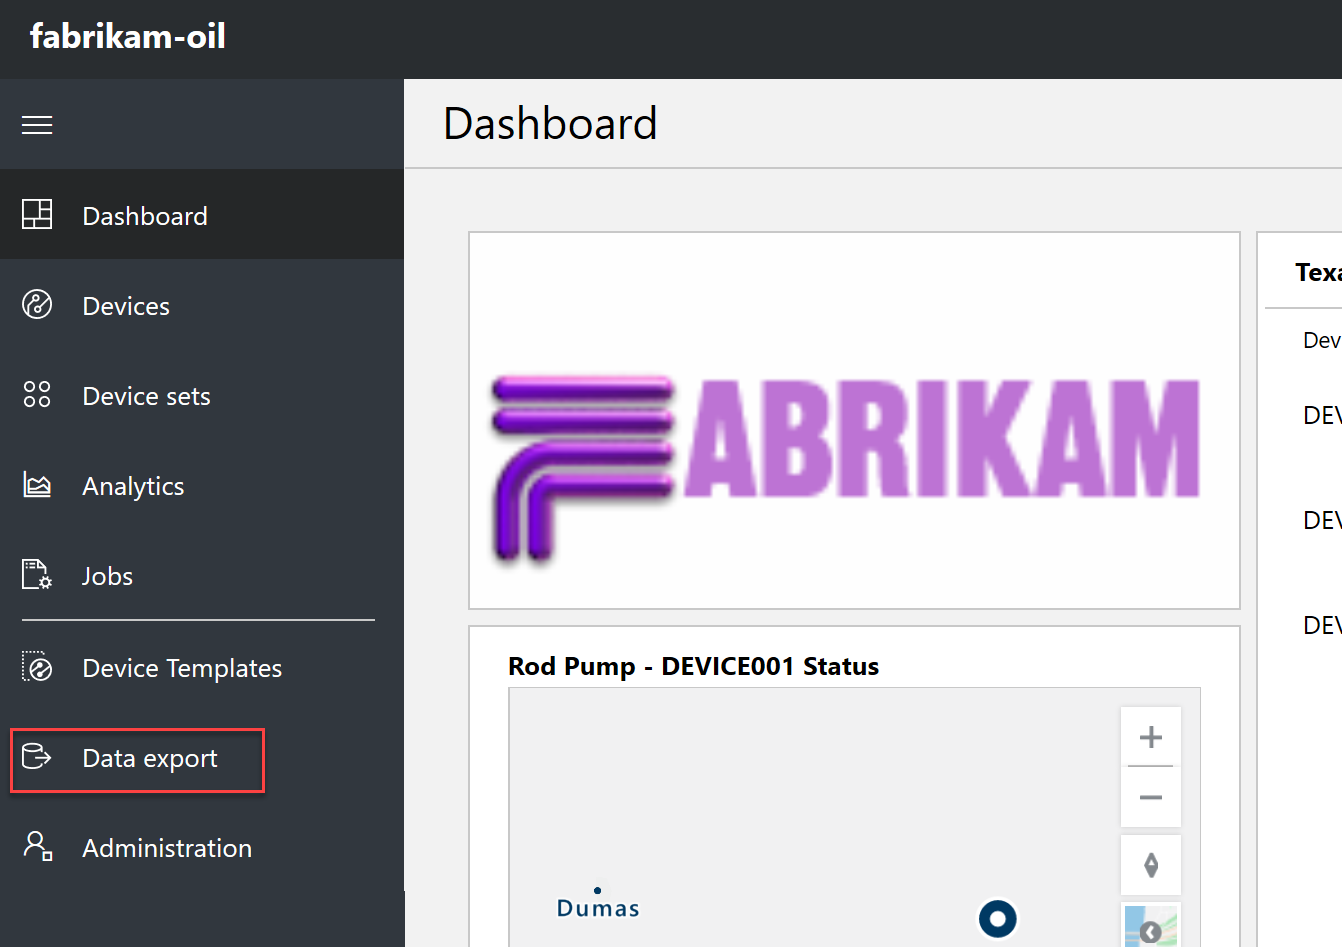 fabrikam-oil
Dashboard
Devices
Device sets
Analytics
Jobs
Device Templates
Data export
Administration
Dashboard
FABRIKAM
Rod Pump - DEVICE001 Status
Dumas
Texa
Dev
DEV
DEV
DEV